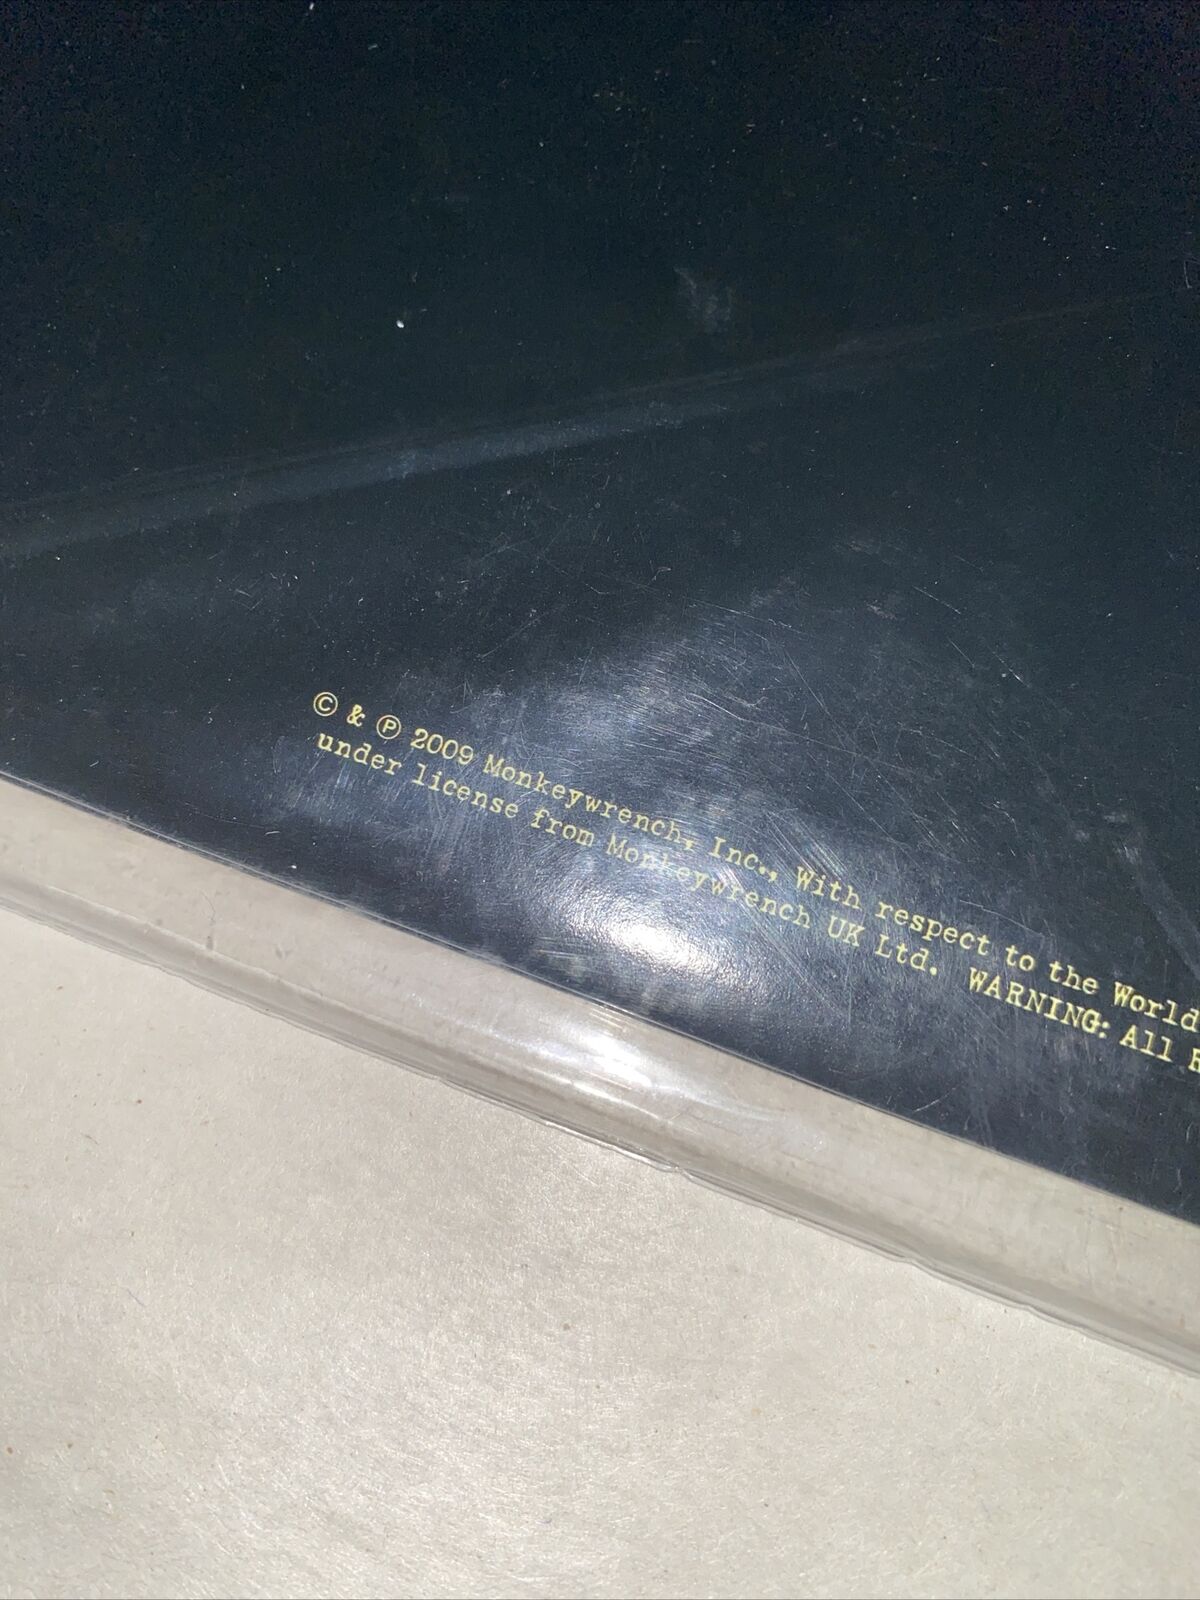 © & ℗ 2009 Monkeywrench, Inc., With respect to the World
under license from Monkeywrench UK Ltd. WARNING: All